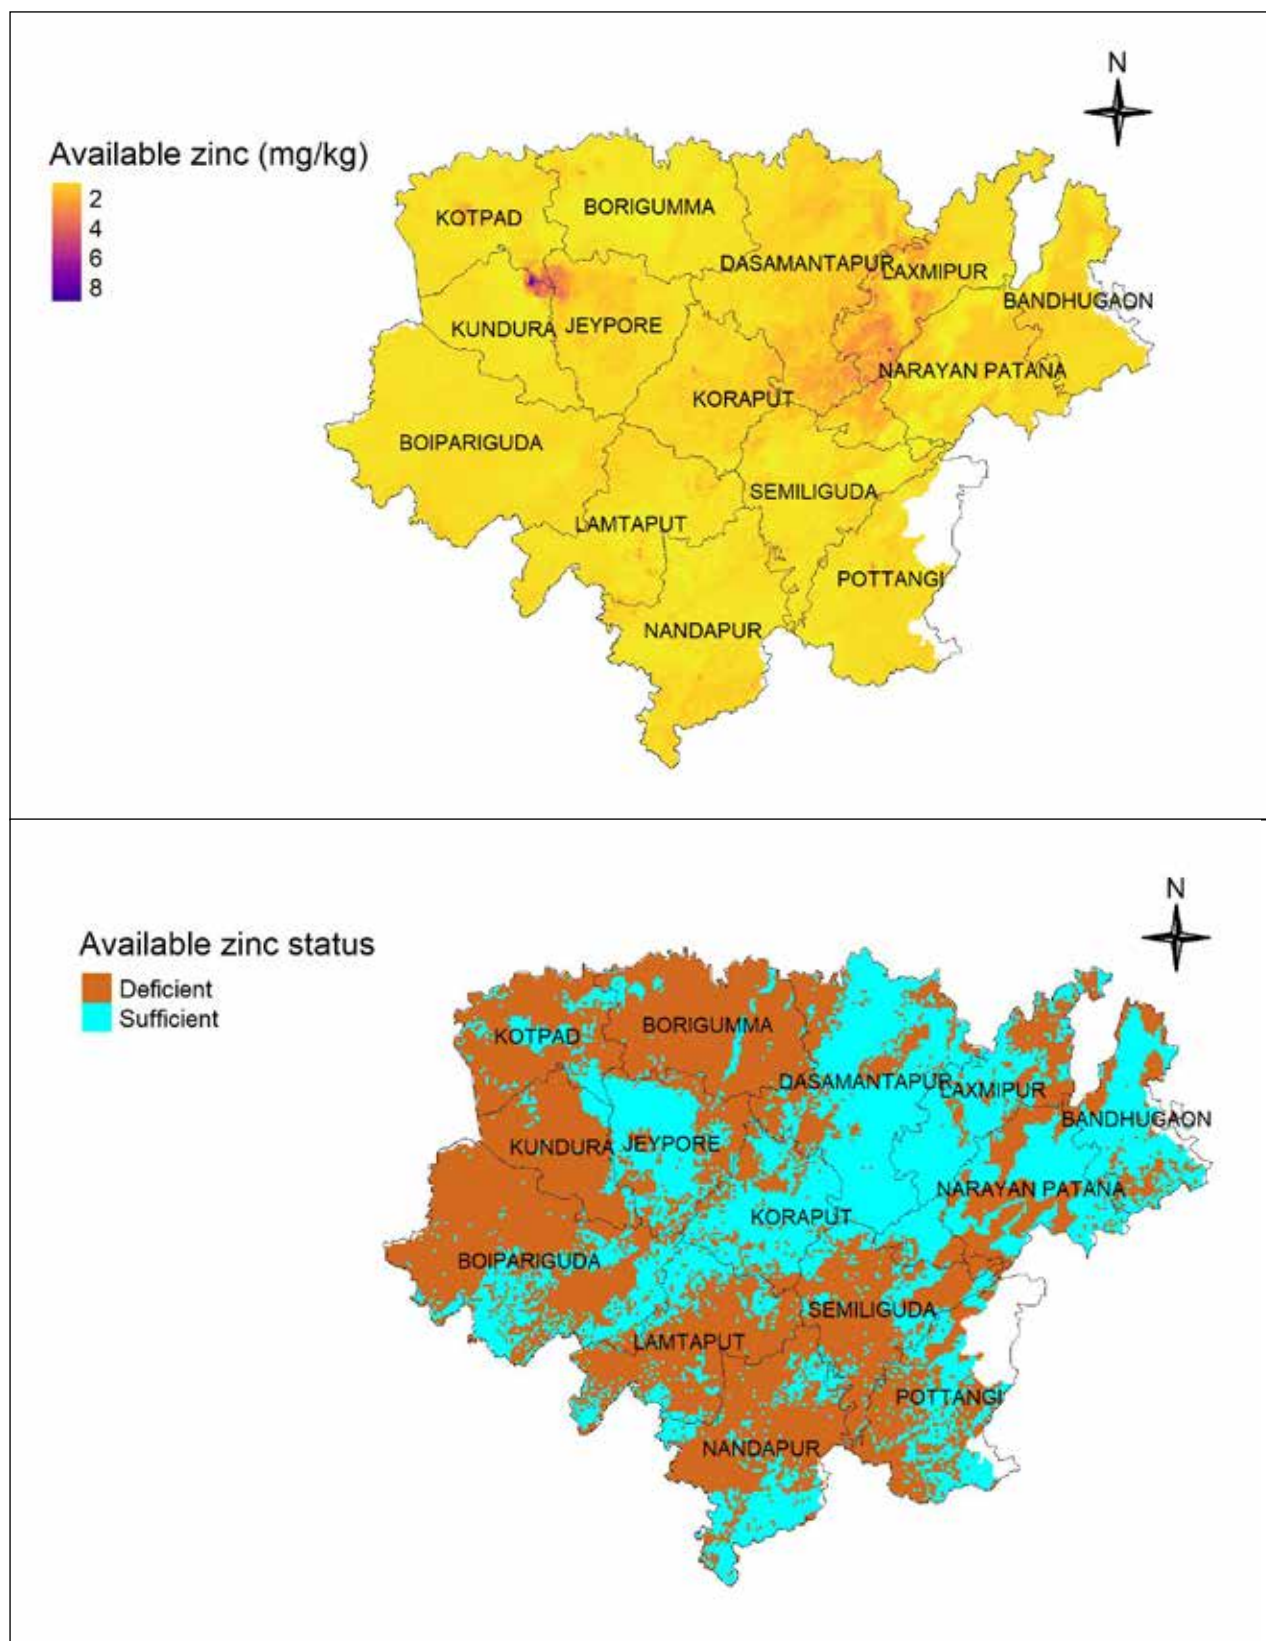 N
Available zinc (mg/kg)
2
4
6
8
KOTPAD
BORIGUMMA
DASAMANTAPUR
LAXMIPUR
BANDHUGAON
KUNDURA
JEYPORE
NARAYAN PATANA
KORAPUT
BOIPARIGUDA
SEMILIGUDA
LAMTAPUT
POTTANGI
NANDAPUR
N
Available zinc status
Deficient
Sufficient
KOTPAD
BORIGUMMA
DASAMANTAPUR
LAXMIPUR
BANDHUGAON
KUNDURA
JEYPORE
NARAYAN PATANA
KORAPUT
BOIPARIGUDA
SEMILIGUDA
LAMTAPUT
POTTANGI
NANDAPUR